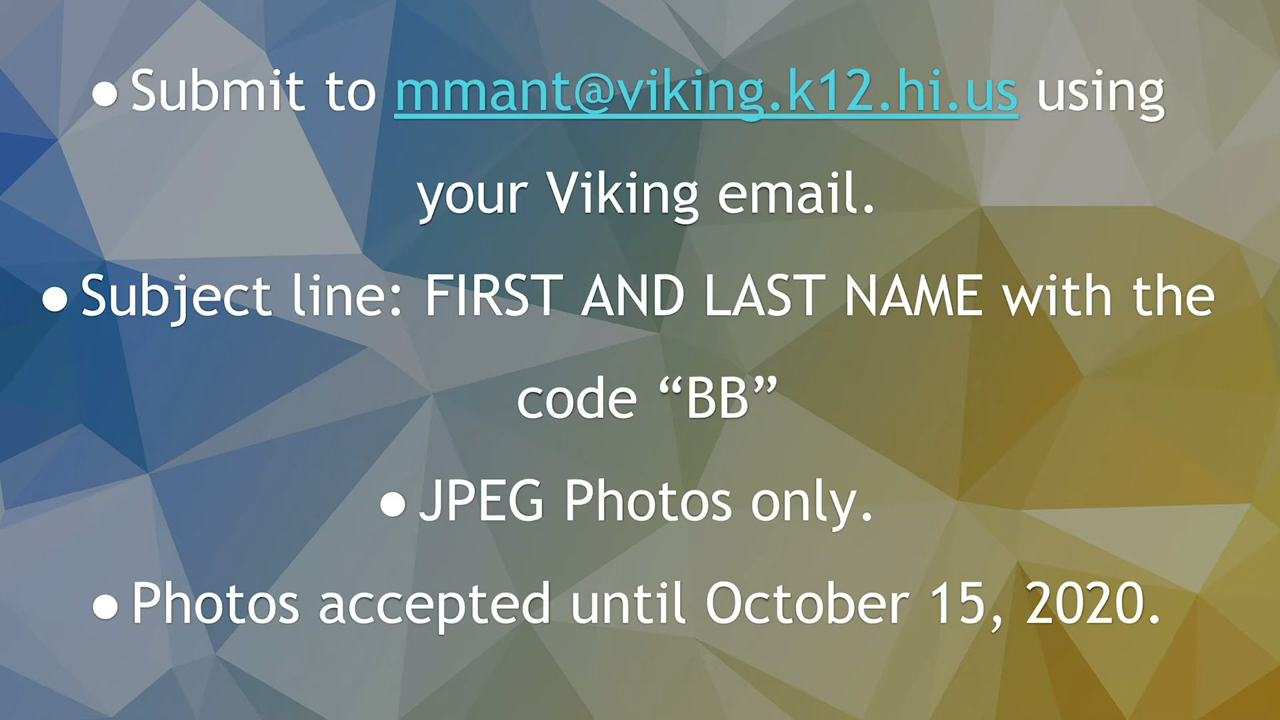 ● Submit to mmant@viking.k12.hi.us using
your Viking email.
● Subject line: FIRST AND LAST NAME with the
code “BB”
● JPEG Photos only.
● Photos accepted until October 15, 2020.